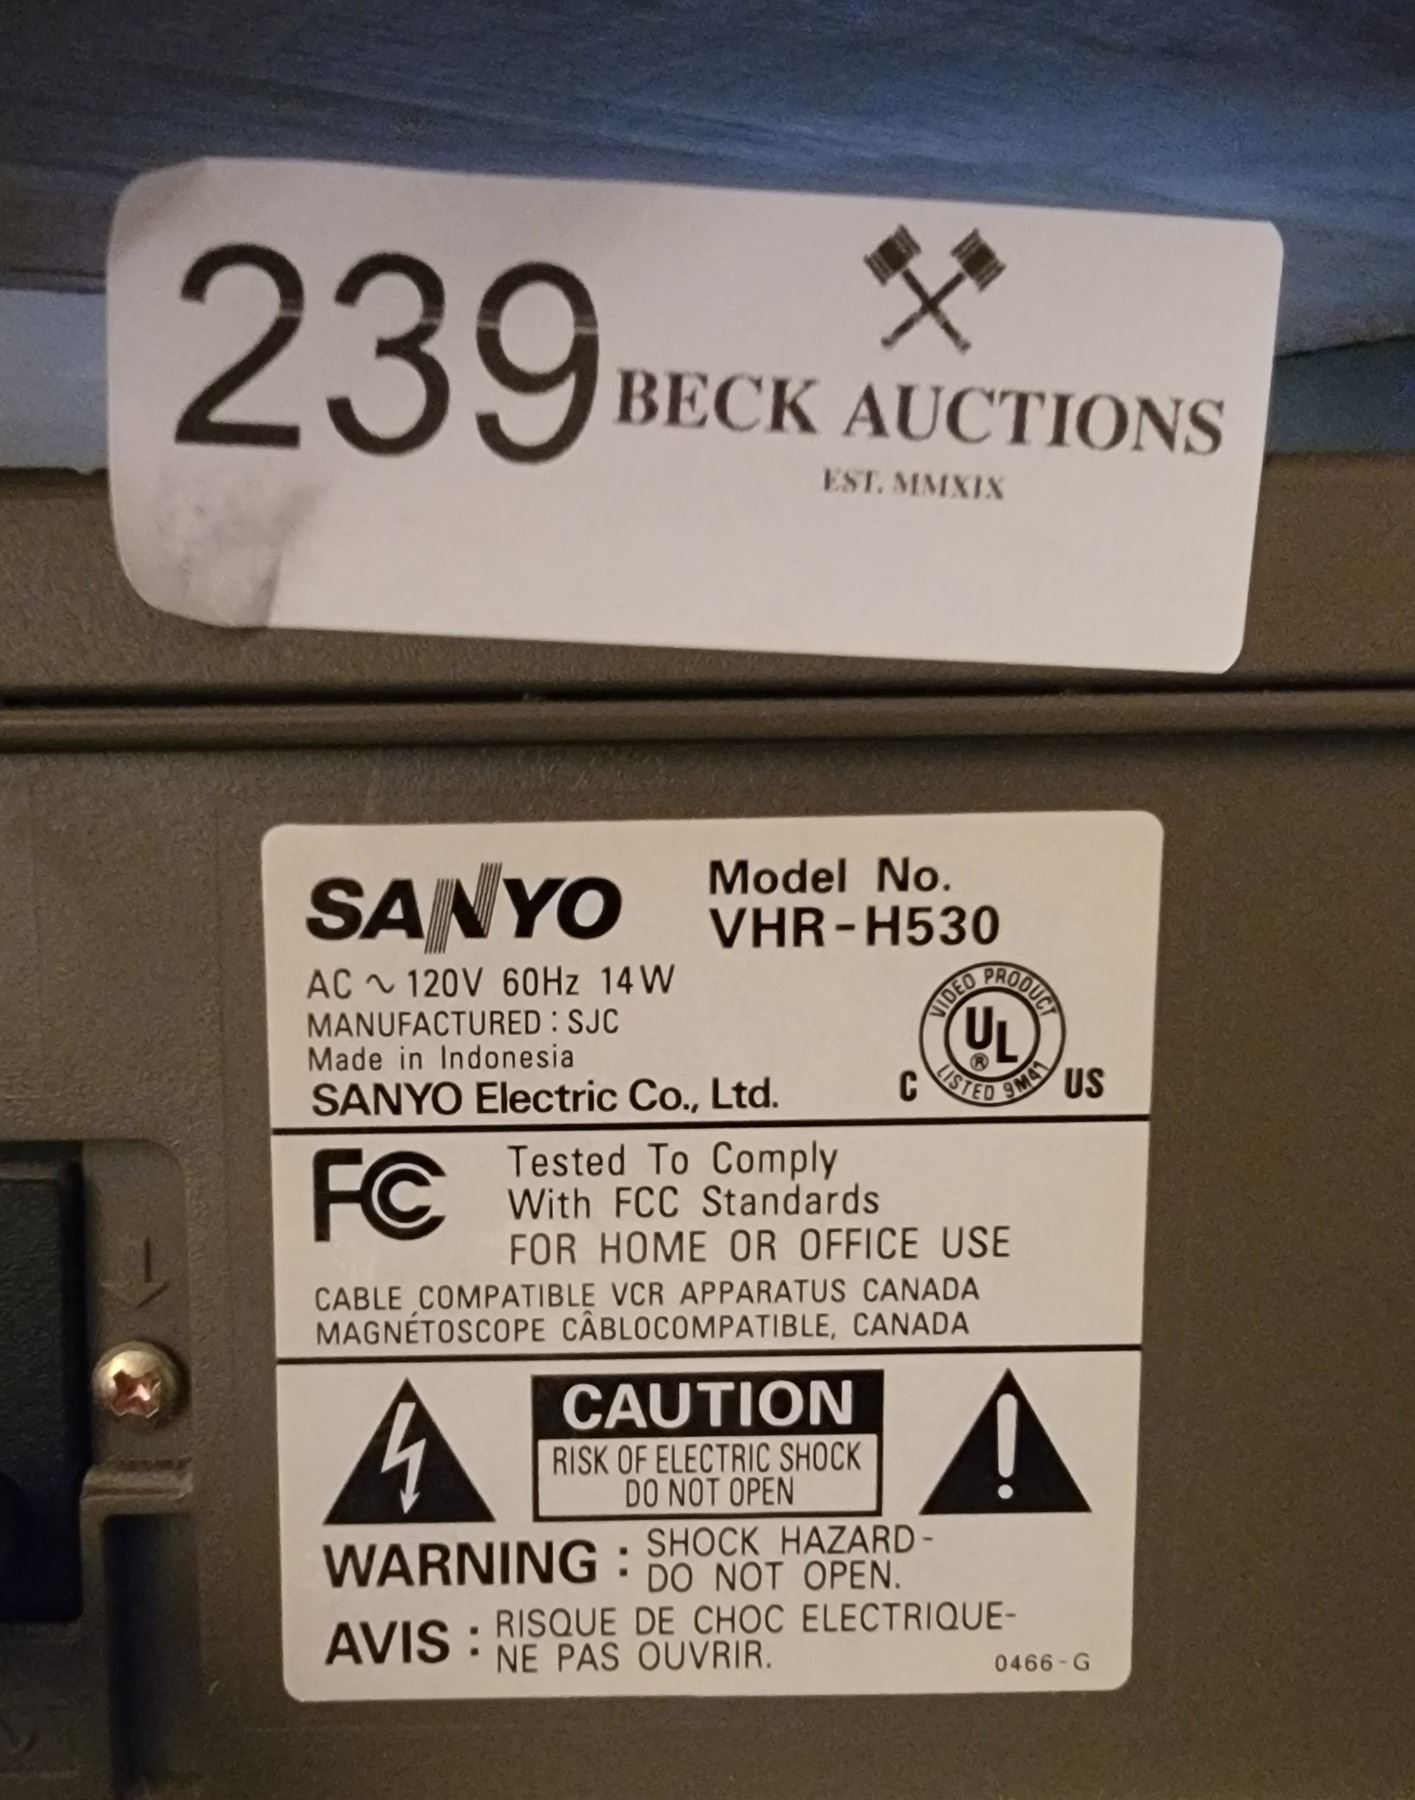 239
BECK AUCTIONS
EST. MMXIX
SANYO
Model No.
VHR-H530
AC ~ 120V 60Hz 14W
MANUFACTURED : SJC
Made in Indonesia
SANYO Electric Co., Ltd.
VIDEO PRODUCT
UL ®
LISTED 9M41
C US
FC
Tested To Comply
With FCC Standards
FOR HOME OR OFFICE USE
CABLE COMPATIBLE VCR APPARATUS CANADA
MAGNÉTOSCOPE CÂBLOCOMPATIBLE, CANADA
CAUTION
RISK OF ELECTRIC SHOCK
DO NOT OPEN
WARNING : SHOCK HAZARD-
DO NOT OPEN.
AVIS : RISQUE DE CHOC ELECTRIQUE-
NE PAS OUVRIR.
0466-G